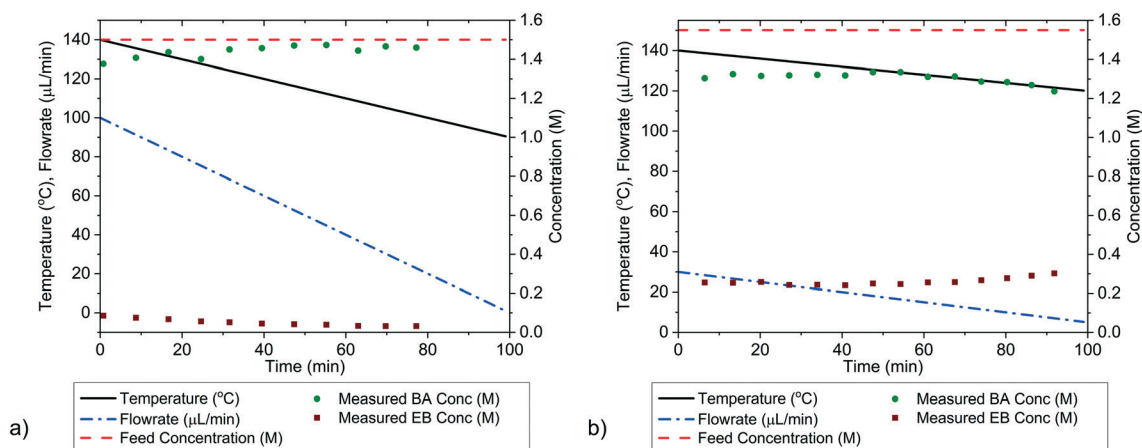 Temperature (°C), Flowrate (µL/min)
140
120
100
80
60
40
20
0
1.6
1.4
1.2
1.0
0.8
0.6
0.4
0.2
0.0
Concentration (M)
0 20 40 60 80 100
Time (min)
Temperature (°C)
Flowrate (µL/min)
Feed Concentration (M)
Measured BA Conc (M)
Measured EB Conc (M)
a)
Temperature (°C), Flowrate (µL/min)
140
120
100
80
60
40
20
0
1.6
1.4
1.2
1.0
0.8
0.6
0.4
0.2
0.0
Concentration (M)
0 20 40 60 80 100
Time (min)
Temperature (°C)
Flowrate (µL/min)
Feed Concentration (M)
Measured BA Conc (M)
Measured EB Conc (M)
b)